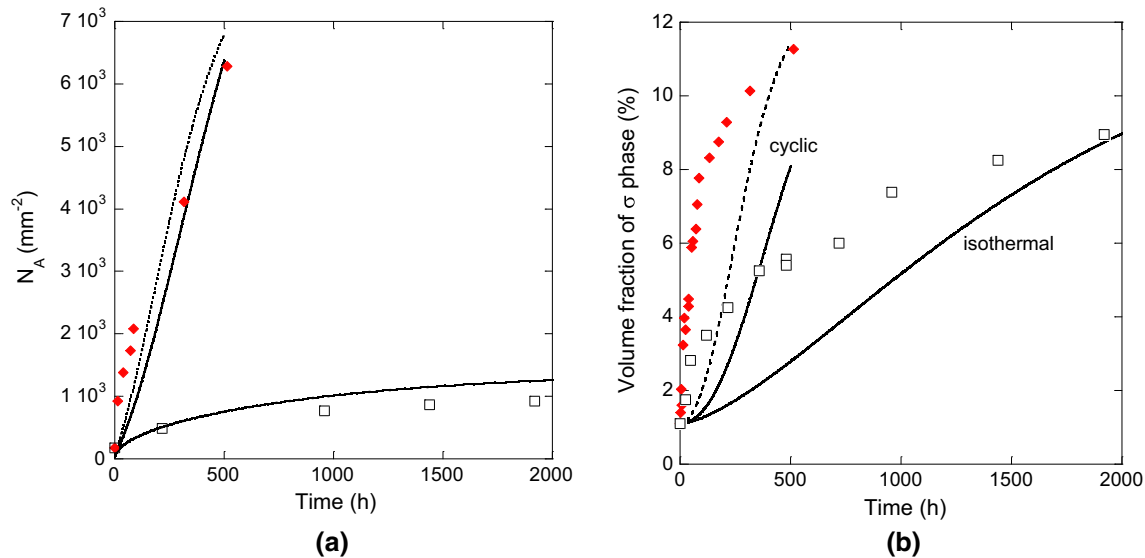 7 10³
6 10³
5 10³
4 10³
3 10³
2 10³
1 10³
0
N_A (mm⁻²)
0 500 1000 1500 2000
Time (h)
(a)
12
10
8
6
4
2
0
Volume fraction of σ phase (%)
cyclic
isothermal
0 500 1000 1500 2000
Time (h)
(b)